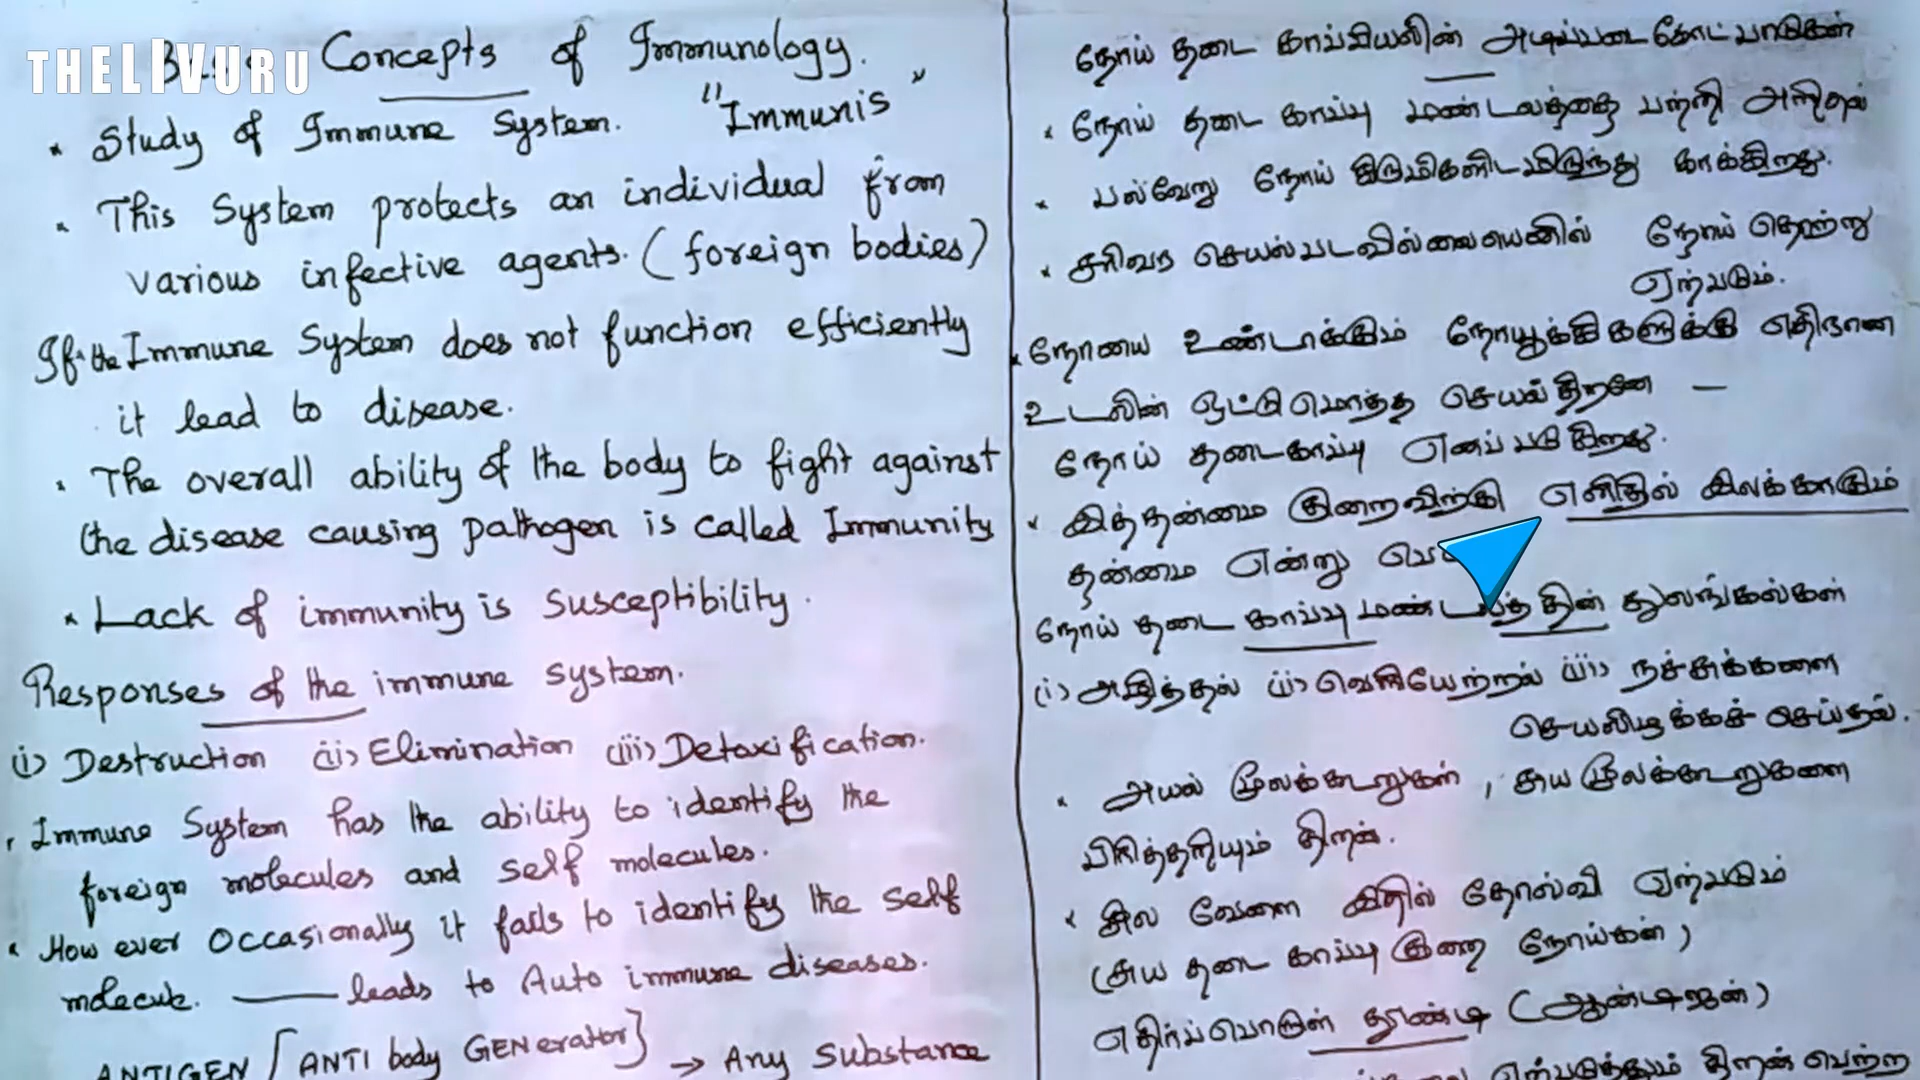 THELIVURU
Concepts of Immunology.
* Study of Immune System. "Immunis"
* This System protects an individual from
various infective agents. (foreign bodies)
If the Immune System does not function efficiently
it lead to disease.
* The overall ability of the body to fight against
the disease causing pathogen is called Immunity
* Lack of immunity is Susceptibility.
Responses of the immune system.
(i) Destruction (ii) Elimination (iii) Detoxification.
Immune System has the ability to identify the
foreign molecules and self molecules.
* How ever Occasionally it fails to identify the self
molecule. —— leads to Auto immune diseases.
ANTIGEN [ANTI body GENerator] → Any Substance
நோய் தடை காப்பியலின் அடிப்படை கோட்பாடுகள்
* நோய் தடை காப்பு மண்டலத்தை பற்றி அறிதல்
* பல்வேறு நோய் கிருமிகளிடமிருந்து காக்கிறது.
* சரிவர செயல்படவில்லையெனில் நோய் தொற்று
ஏற்படும்.
* நோயை உண்டாக்கும் நோயூக்கிகளுக்கு எதிரான
உடலின் ஒட்டுமொத்த செயல்திறனே —
நோய் தடைகாப்பு எனப்படுகிறது.
* இத்தன்மை குறைவிற்கு எளிதில் இலக்காகும்
தன்மை என்று
நோய் தடை காப்பு மண்டலத்தின் துலங்கல்கள்
(i) அழித்தல் (ii) வெளியேற்றல் (iii) நச்சுக்களை
செயலிழக்கச் செய்தல்.
* அயல் மூலக்கூறுகள், சுய மூலக்கூறுகளை
பிரித்தறியும் திறன்.
* சில வேளை இதில் தோல்வி ஏற்படும்
(சுய தடை காப்பு குறை நோய்கள்)
எதிர்ப்பொருள் தூண்டி (ஆண்டிஜன்)
ஏற்படுத்தும் திறன் பெற்ற